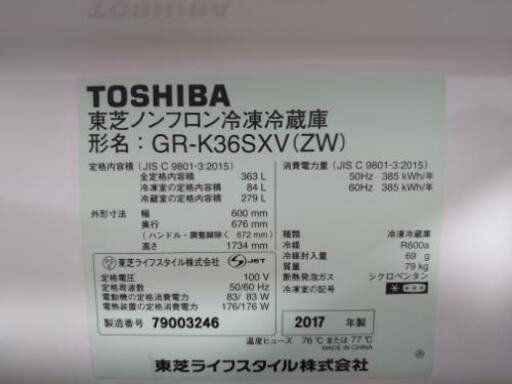 TOSHIBA
東芝ノンフロン冷凍冷蔵庫
形名：GR-K36SXV(ZW)
定格内容積（JIS C 9801-3:2015）
全定格内容積 363 L
冷凍室の定格内容積 84 L
冷蔵室の定格内容積 279 L
外形寸法 幅 600 mm
奥行 676 mm
（ハンドル・調整脚除く 672 mm）
高さ 1734 mm
消費電力量（JIS C 9801-3:2015）
50Hz 385 kWh/年
60Hz 385 kWh/年
種類 冷凍冷蔵庫
冷媒 R600a
冷媒封入量 69 g
質量 79 kg
断熱発泡ガス シクロペンタン
冷凍室の記号
東芝ライフスタイル株式会社 S JET
定格電圧 100 V
定格周波数 50/60 Hz
電動機の定格消費電力 83/ 83 W
電熱装置の定格消費電力 176/176 W
製造番号 79003246
2017 年製
温度ヒューズ 76℃ または 77℃
MADE IN CHINA
東芝ライフスタイル株式会社
Ⓐ